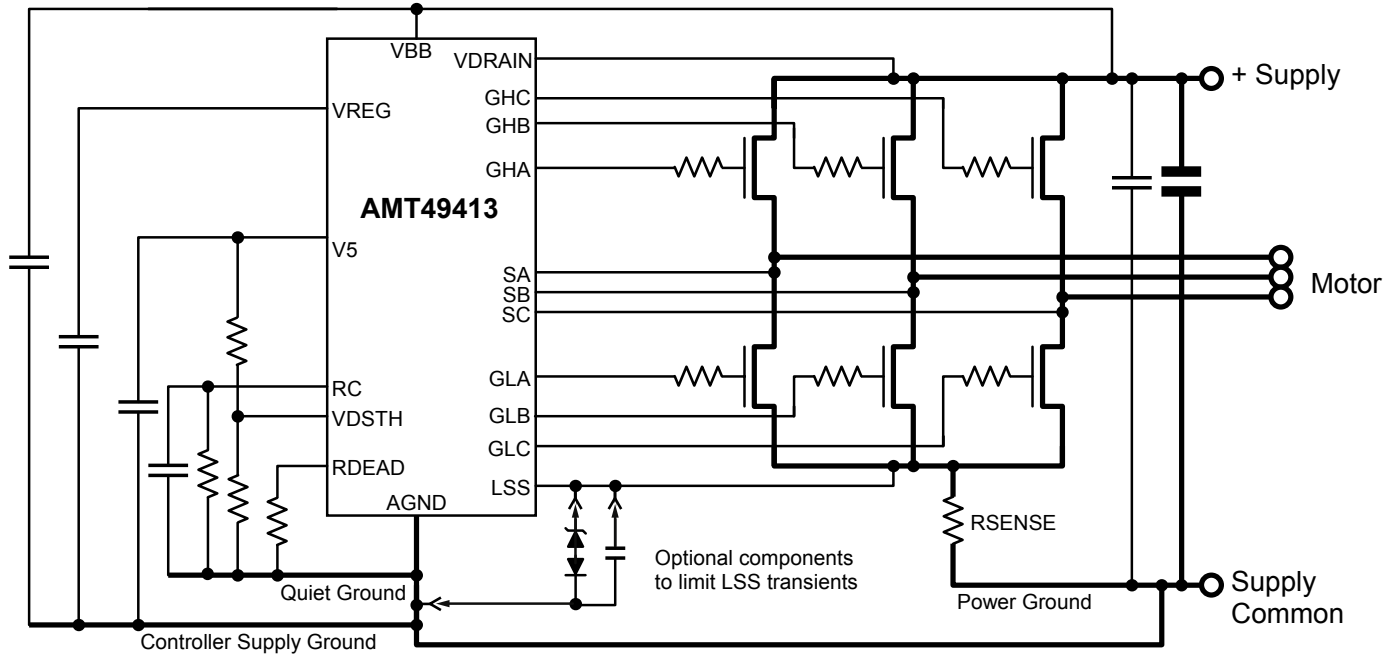 VBB
VDRAIN
+ Supply
VREG
GHC
GHB
GHA
AMT49413
V5
SA
SB
SC
Motor
RC
VDSTH
RDEAD
AGND
GLA
GLB
GLC
LSS
RSENSE
Optional components
to limit LSS transients
Quiet Ground
Power Ground
Supply
Common
Controller Supply Ground